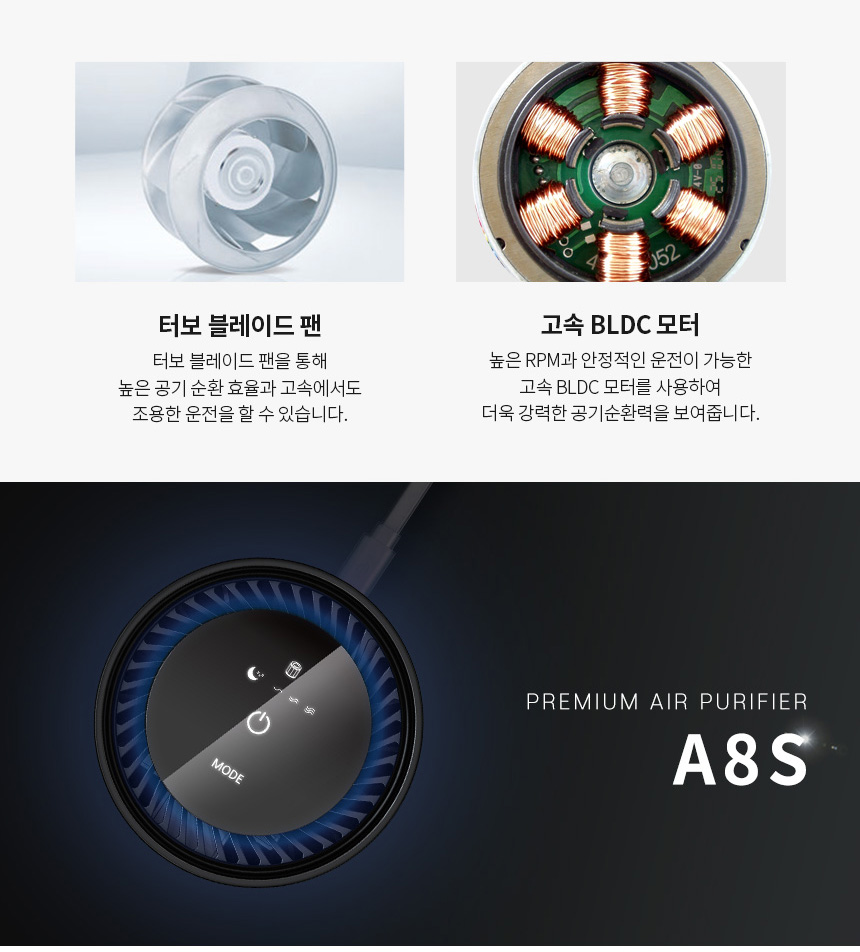 터보 블레이드 팬
터보 블레이드 팬을 통해
높은 공기 순환 효율과 고속에서도
조용한 운전을 할 수 있습니다.
고속 BLDC 모터
높은 RPM과 안정적인 운전이 가능한
고속 BLDC 모터를 사용하여
더욱 강력한 공기순환력을 보여줍니다.
MODE
PREMIUM AIR PURIFIER
A8S